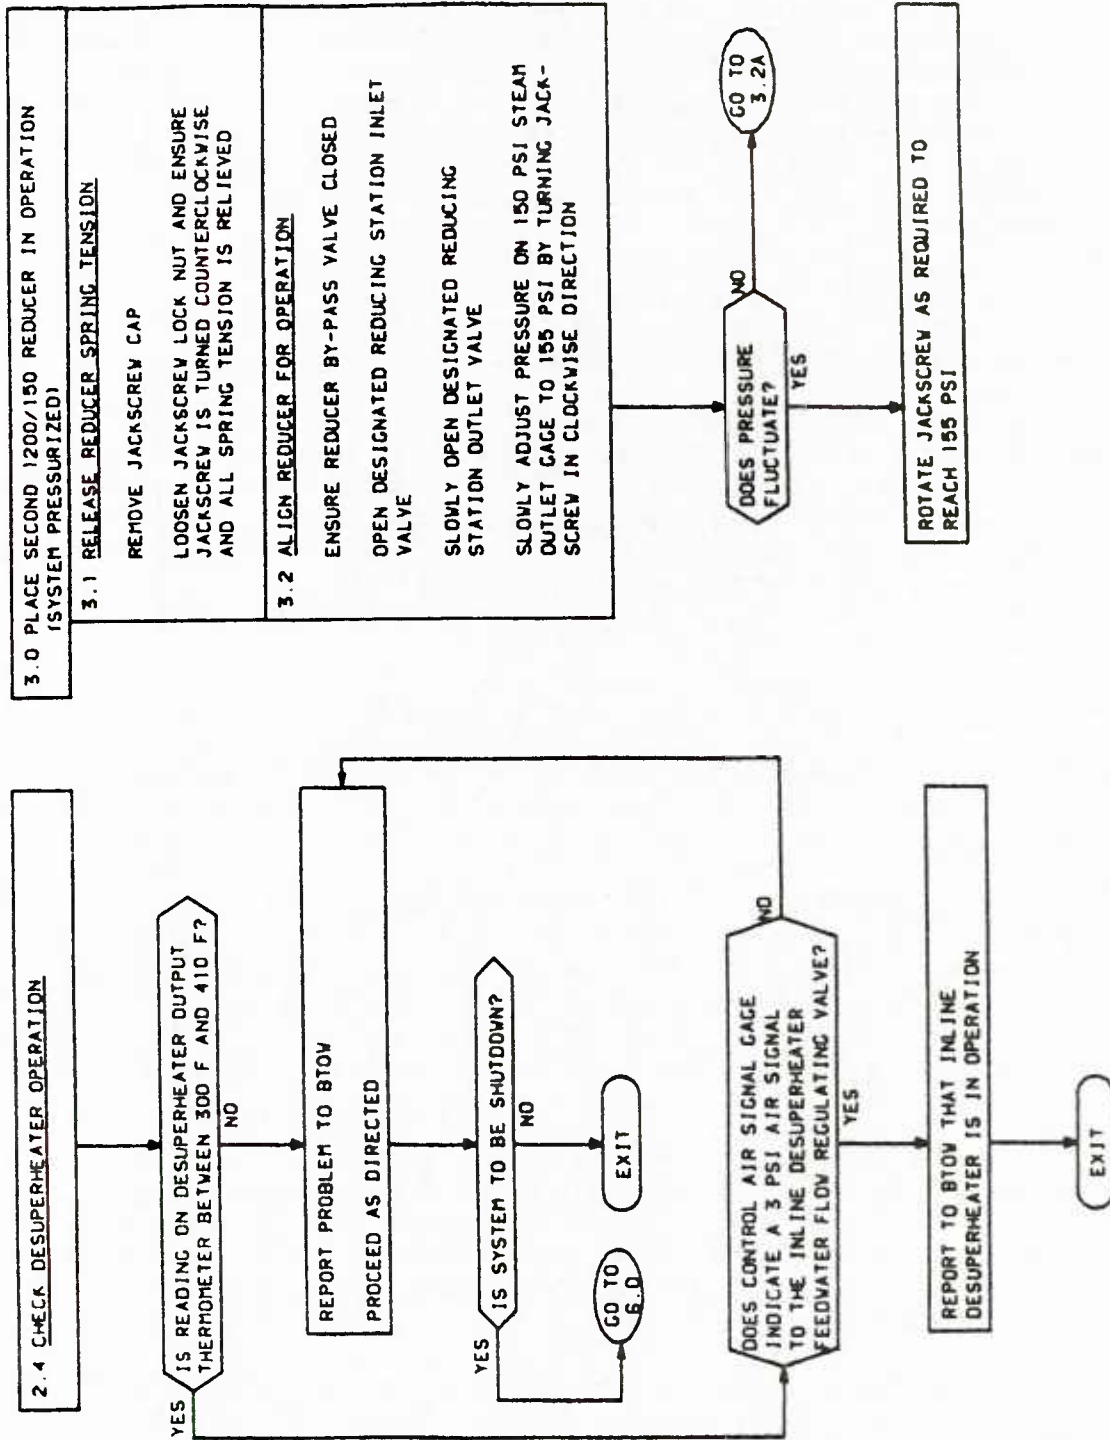 2.4 CHECK DESUPERHEATER OPERATION
YES
IS READING ON DESUPERHEATER OUTPUT
THERMOMETER BETWEEN 300 F AND 410 F?
NO
REPORT PROBLEM TO BTOW
PROCEED AS DIRECTED
YES
IS SYSTEM TO BE SHUTDOWN?
NO
GO TO
6.0
EXIT
DOES CONTROL AIR SIGNAL GAGE
INDICATE A 3 PSI AIR SIGNAL
TO THE INLINE DESUPERHEATER
FEEDWATER FLOW REGULATING VALVE?
NO
YES
REPORT TO BTOW THAT INLINE
DESUPERHEATER IS IN OPERATION
EXIT
3.0 PLACE SECOND 1200/150 REDUCER IN OPERATION
(SYSTEM PRESSURIZED)
3.1 RELEASE REDUCER SPRING TENSION
REMOVE JACKSCREW CAP
LOOSEN JACKSCREW LOCK NUT AND ENSURE
JACKSCREW IS TURNED COUNTERCLOCKWISE
AND ALL SPRING TENSION IS RELIEVED
3.2 ALIGN REDUCER FOR OPERATION
ENSURE REDUCER BY-PASS VALVE CLOSED
OPEN DESIGNATED REDUCING STATION INLET
VALVE
SLOWLY OPEN DESIGNATED REDUCING
STATION OUTLET VALVE
SLOWLY ADJUST PRESSURE ON 150 PSI STEAM
OUTLET GAGE TO 155 PSI BY TURNING JACK-
SCREW IN CLOCKWISE DIRECTION
DOES PRESSURE
FLUCTUATE?
NO
GO TO
3.2A
YES
ROTATE JACKSCREW AS REQUIRED TO
REACH 155 PSI